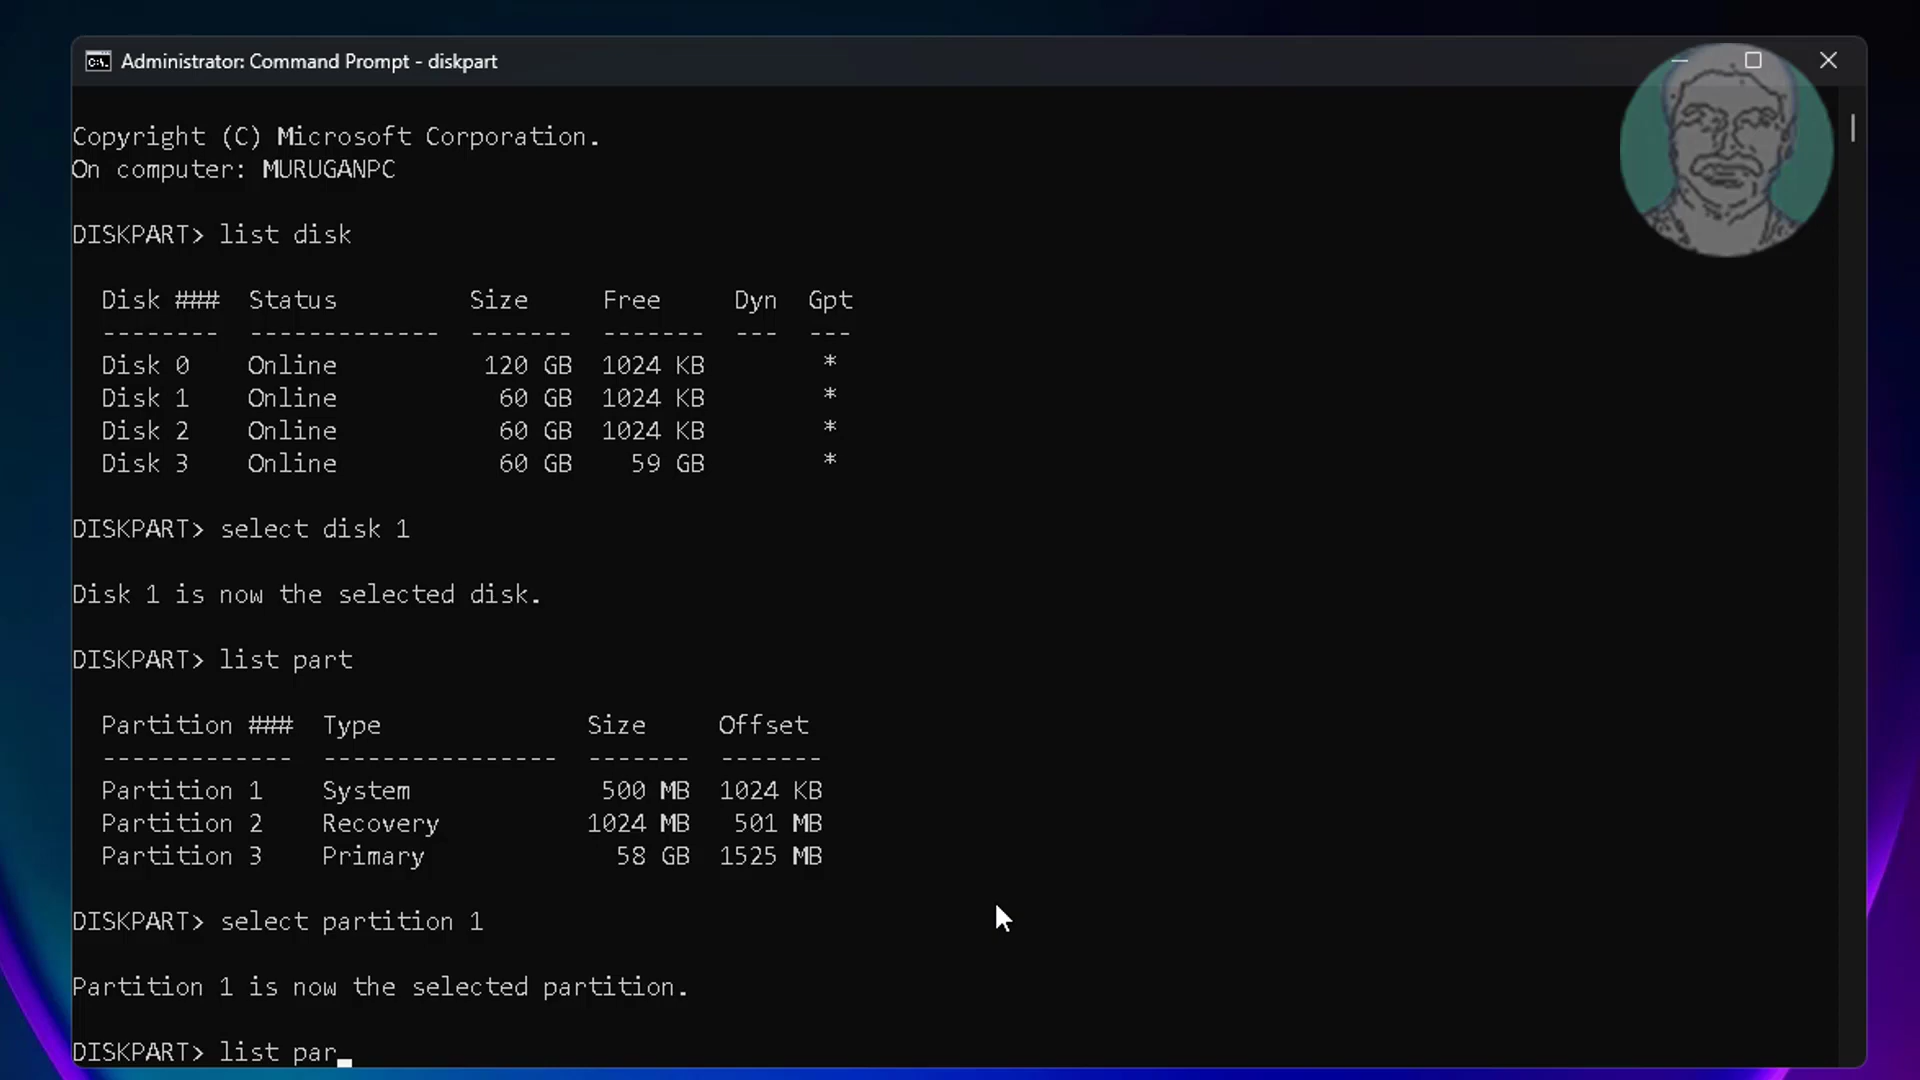 Administrator: Command Prompt - diskpart
Copyright (C) Microsoft Corporation.
On computer: MURUGANPC
DISKPART> list disk
Disk ###  Status         Size     Free     Dyn  Gpt
--------  -------------  -------  -------  ---  ---
Disk 0    Online          120 GB  1024 KB        *
Disk 1    Online           60 GB  1024 KB        *
Disk 2    Online           60 GB  1024 KB        *
Disk 3    Online           60 GB    59 GB        *
DISKPART> select disk 1
Disk 1 is now the selected disk.
DISKPART> list part
Partition ###  Type              Size     Offset
-------------  ----------------  -------  -------
Partition 1    System             500 MB  1024 KB
Partition 2    Recovery          1024 MB   501 MB
Partition 3    Primary             58 GB  1525 MB
DISKPART> select partition 1
Partition 1 is now the selected partition.
DISKPART> list par